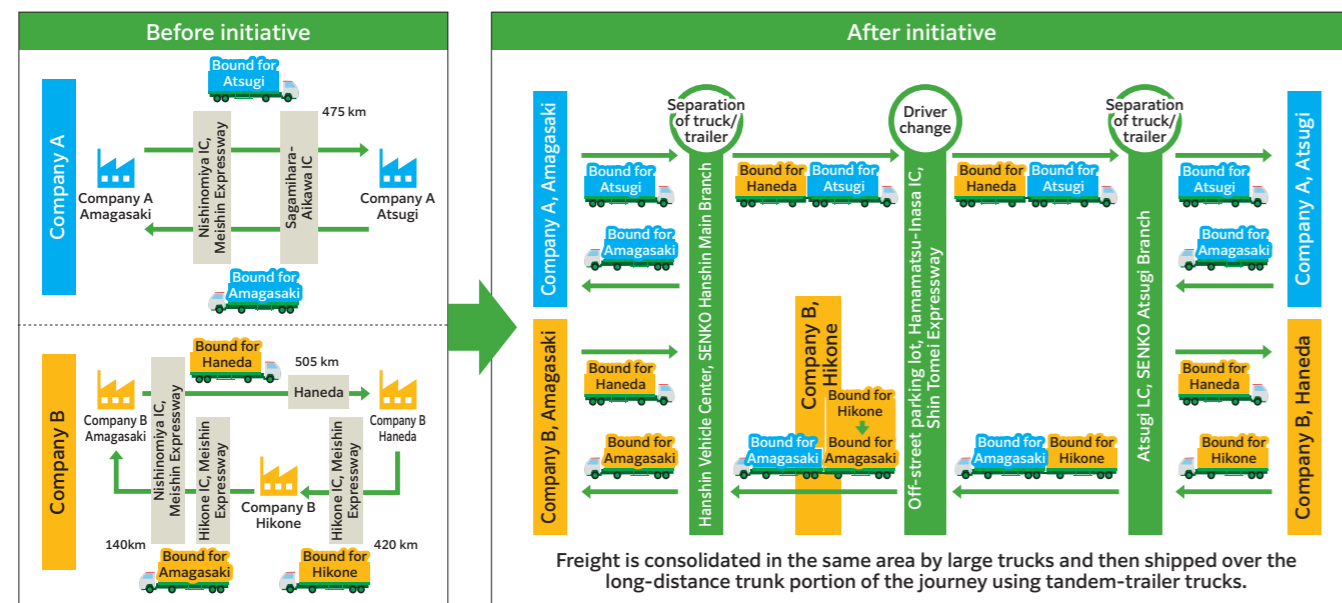 Before initiative
Company A
Bound for
Atsugi
475 km
Nishinomiya IC,
Meishin Expressway
Sagamihara-
Aikawa IC
Company A
Amagasaki
Company A
Atsugi
Bound for
Amagasaki
Company B
Bound for
Haneda
505 km
Haneda
Company B
Amagasaki
Nishinomiya IC,
Meishin Expressway
Hikone IC, Meishin
Expressway
Company B
Hikone
Hikone IC, Meishin
Expressway
Company B
Haneda
140km
Bound for
Amagasaki
Bound for
Hikone
420 km
After initiative
Company A, Amagasaki
Separation
of truck/
trailer
Driver
change
Separation
of truck/
trailer
Company A, Atsugi
Bound for
Atsugi
Bound for
Haneda
Bound for
Atsugi
Bound for
Haneda
Bound for
Atsugi
Bound for
Atsugi
Bound for
Amagasaki
Bound for
Amagasaki
Hanshin Vehicle Center, SENKO Hanshin Main Branch
Off-street parking lot, Hamamatsu-Inasa IC,
Shin Tomei Expressway
Atsugi LC, SENKO Atsugi Branch
Company B, Amagasaki
Company B,
Hikone
Company B, Haneda
Bound for
Haneda
Bound for
Haneda
Bound for
Hikone
Bound for
Amagasaki
Bound for
Amagasaki
Bound for
Amagasaki
Bound for
Amagasaki
Bound for
Hikone
Bound for
Hikone
Freight is consolidated in the same area by large trucks and then shipped over the
long-distance trunk portion of the journey using tandem-trailer trucks.